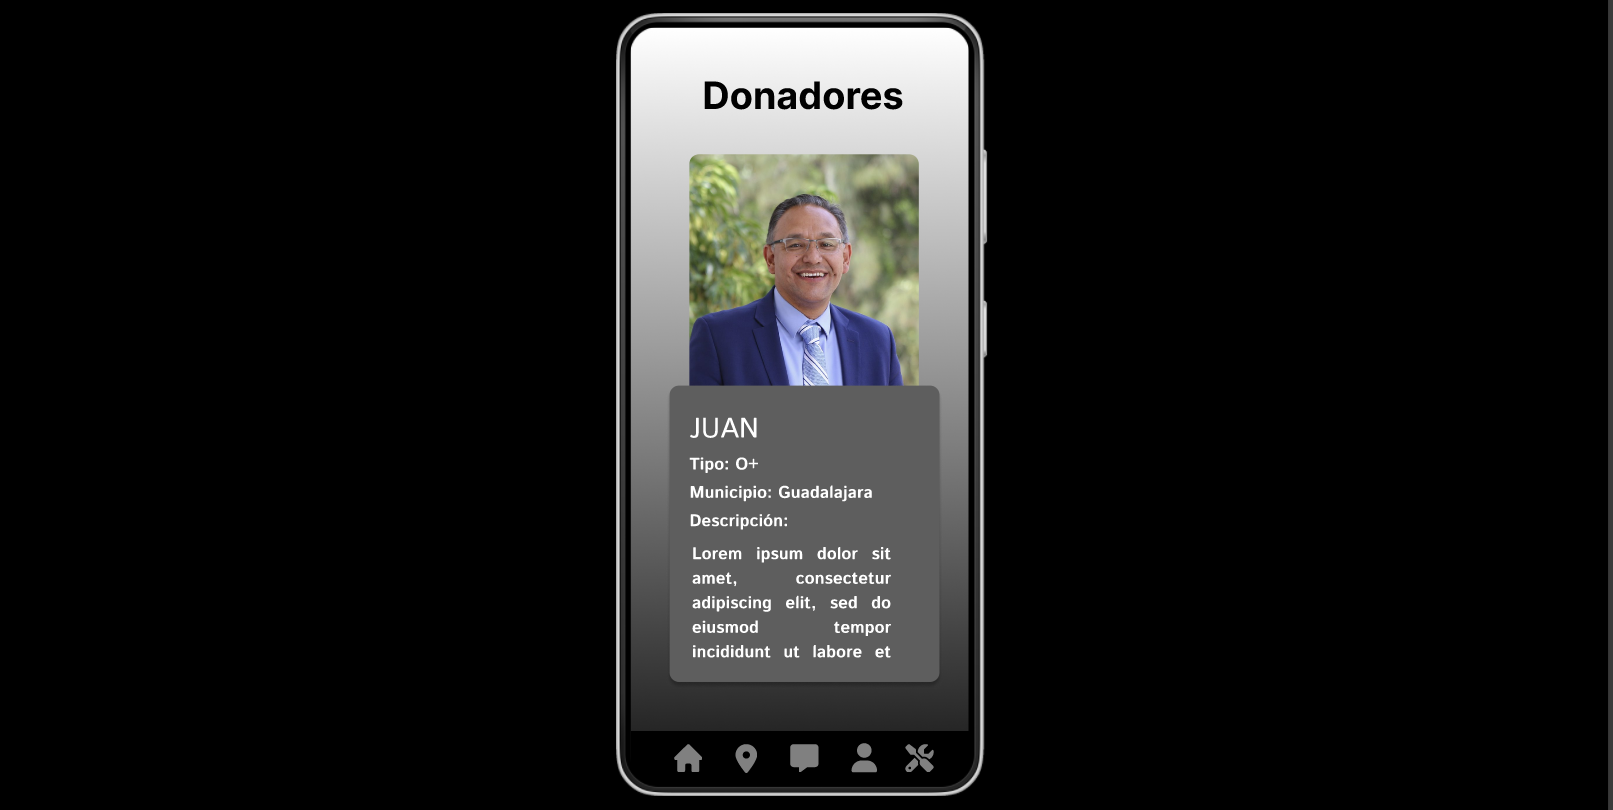 Donadores
JUAN
Tipo: O+
Municipio: Guadalajara
Descripción:
Lorem ipsum dolor sit
amet, consectetur
adipiscing elit, sed do
eiusmod tempor
incididunt ut labore et